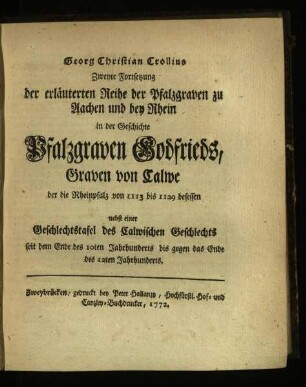 Georg Christian Crollius
Zweyte Fortsetzung
der erläuterten Reihe der Pfalzgraven zu
Aachen und bey Rhein
in der Geschichte
Pfalzgraven Godfrieds,
Graven von Calwe
der die Rheinpfalz von 1113 bis 1129 besessen
nebst einer
Geschlechtstafel des Calwischen Geschlechts
seit dem Ende des 10ten Jahrhunderts bis gegen das Ende
des 12ten Jahrhunderts.
Zweybrücken, gedruckt bey Peter Hallanzy, Hochfürstl. Hof- und
Canzley-Buchdrucker, 1772.